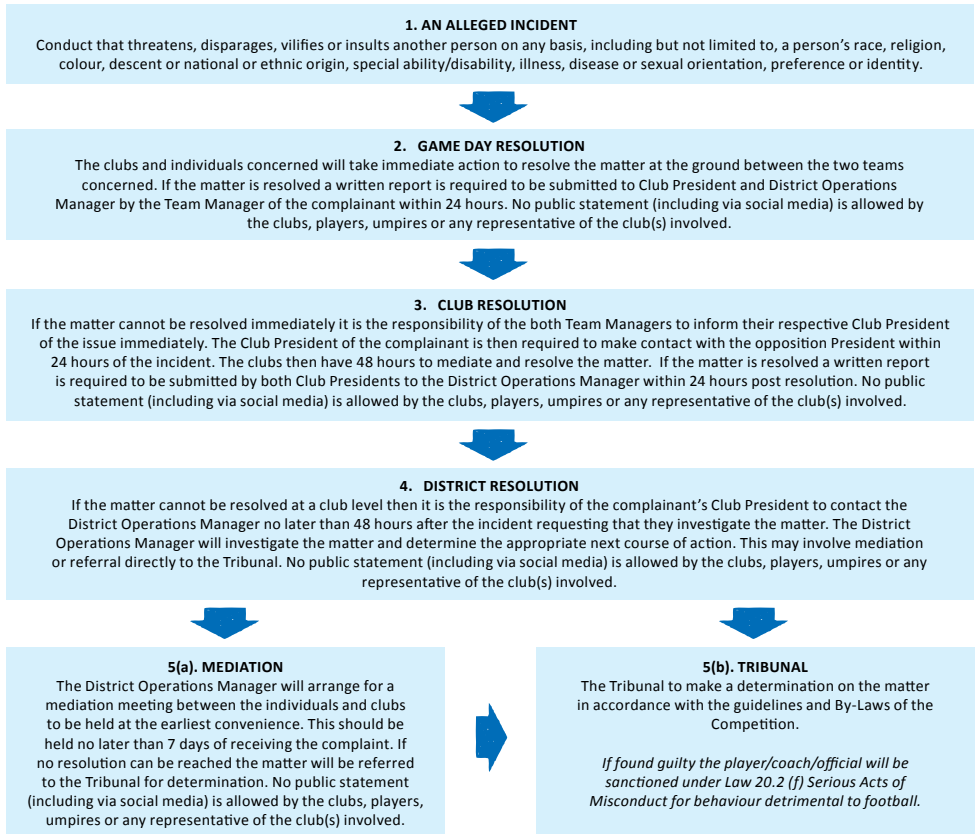 1. AN ALLEGED INCIDENT
Conduct that threatens, disparages, vilifies or insults another person on any basis, including but not limited to, a person's race, religion,
colour, descent or national or ethnic origin, special ability/disability, illness, disease or sexual orientation, preference or identity.
2. GAME DAY RESOLUTION
The clubs and individuals concerned will take immediate action to resolve the matter at the ground between the two teams
concerned. If the matter is resolved a written report is required to be submitted to Club President and District Operations
Manager by the Team Manager of the complainant within 24 hours. No public statement (including via social media) is allowed by
the clubs, players, umpires or any representative of the club(s) involved.
3. CLUB RESOLUTION
If the matter cannot be resolved immediately it is the responsibility of the both Team Managers to inform their respective Club President
of the issue immediately. The Club President of the complainant is then required to make contact with the opposition President within
24 hours of the incident. The clubs then have 48 hours to mediate and resolve the matter. If the matter is resolved a written report
is required to be submitted by both Club Presidents to the District Operations Manager within 24 hours post resolution. No public
statement (including via social media) is allowed by the clubs, players, umpires or any representative of the club(s) involved.
4. DISTRICT RESOLUTION
If the matter cannot be resolved at a club level then it is the responsibility of the complainant's Club President to contact the
District Operations Manager no later than 48 hours after the incident requesting that they investigate the matter. The District
Operations Manager will investigate the matter and determine the appropriate next course of action. This may involve mediation
or referral directly to the Tribunal. No public statement (including via social media) is allowed by the clubs, players, umpires or any
representative of the club(s) involved.
5(a). MEDIATION
The District Operations Manager will arrange for a
mediation meeting between the individuals and clubs
to be held at the earliest convenience. This should be
held no later than 7 days of receiving the complaint. If
no resolution can be reached the matter will be referred
to the Tribunal for determination. No public statement
(including via social media) is allowed by the clubs, players,
umpires or any representative of the club(s) involved.
5(b). TRIBUNAL
The Tribunal to make a determination on the matter
in accordance with the guidelines and By-Laws of the
Competition.
If found guilty the player/coach/official will be
sanctioned under Law 20.2 (f) Serious Acts of
Misconduct for behaviour detrimental to football.